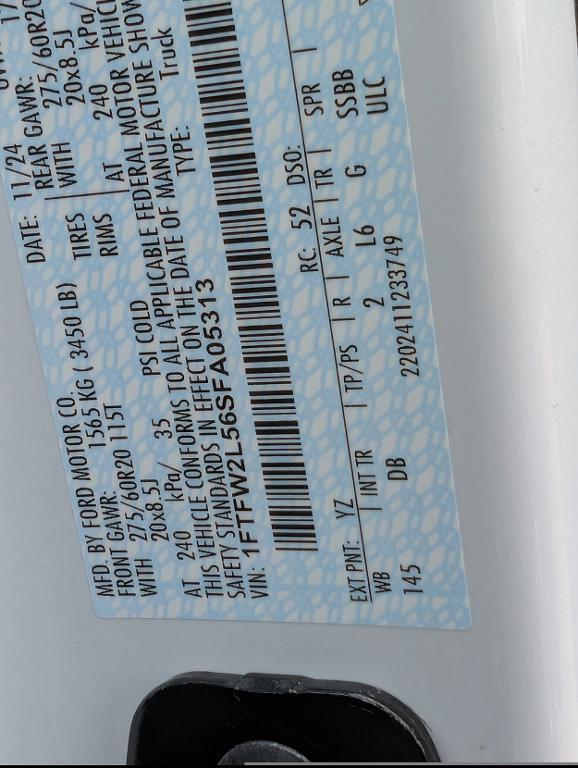 MFD. BY FORD MOTOR CO. DATE: 11/24
FRONT GAWR: 1565 KG ( 3450 LB) REAR GAWR:
WITH 275/60R20 115T TIRES WITH 275/60R20
20x8.5J RIMS 20x8.5J
AT 240 kPa/ 35 PSI COLD AT 240 kPa/
THIS VEHICLE CONFORMS TO ALL APPLICABLE FEDERAL MOTOR VEHICL
SAFETY STANDARDS IN EFFECT ON THE DATE OF MANUFACTURE SHOW
VIN: 1FTFW2L56SFA05313 TYPE: Truck
EXT PNT: YZ RC: 52 DSO:
WB | INT TR | TP/PS | R | AXLE | TR | SPR |
145 DB 2 L6 G SSBB
2202411233749 ULC